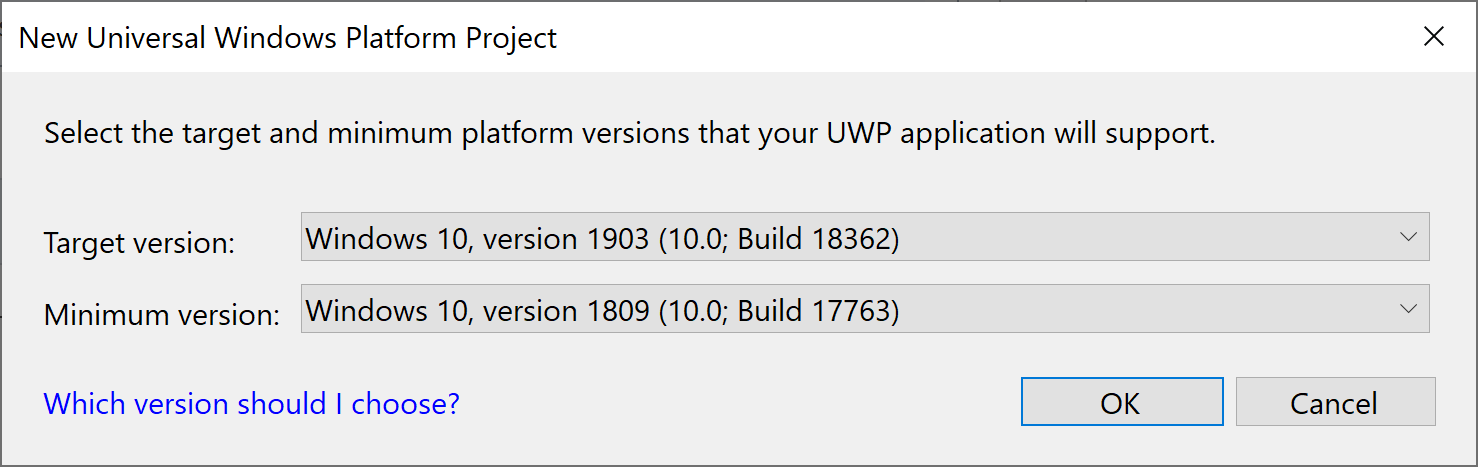 New Universal Windows Platform Project
Select the target and minimum platform versions that your UWP application will support.
Target version: Windows 10, version 1903 (10.0; Build 18362)
Minimum version: Windows 10, version 1809 (10.0; Build 17763)
Which version should I choose? OK Cancel